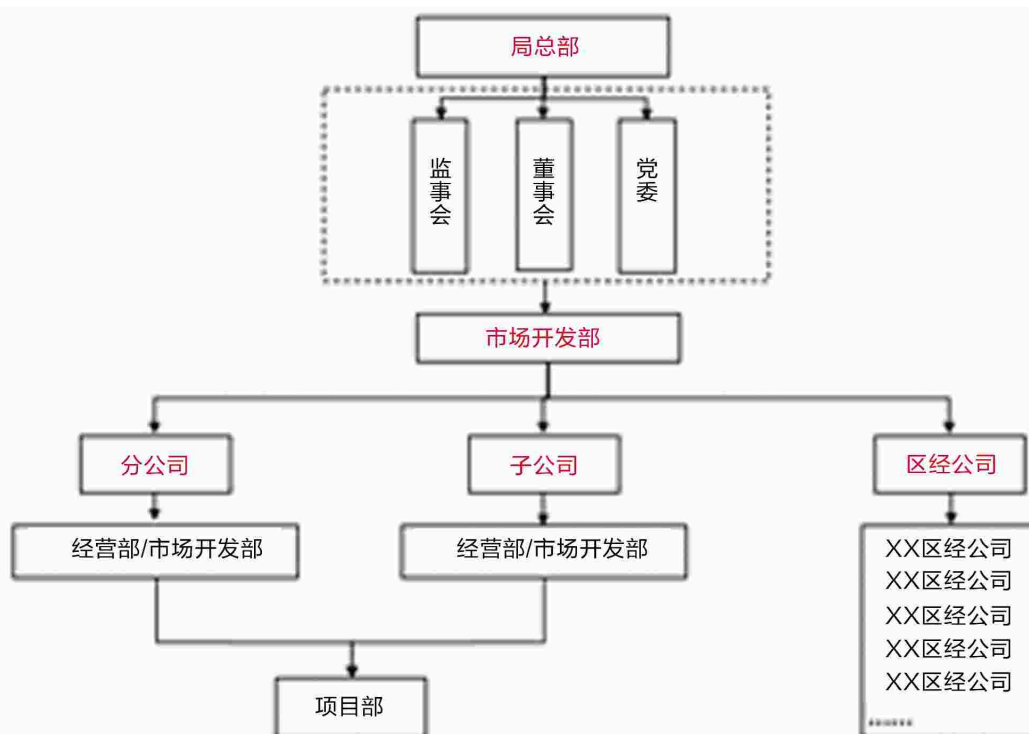 局总部
监事会
董事会
党委
市场开发部
分公司
子公司
区经公司
经营部/市场开发部
经营部/市场开发部
XX区经公司
XX区经公司
XX区经公司
XX区经公司
XX区经公司
项目部